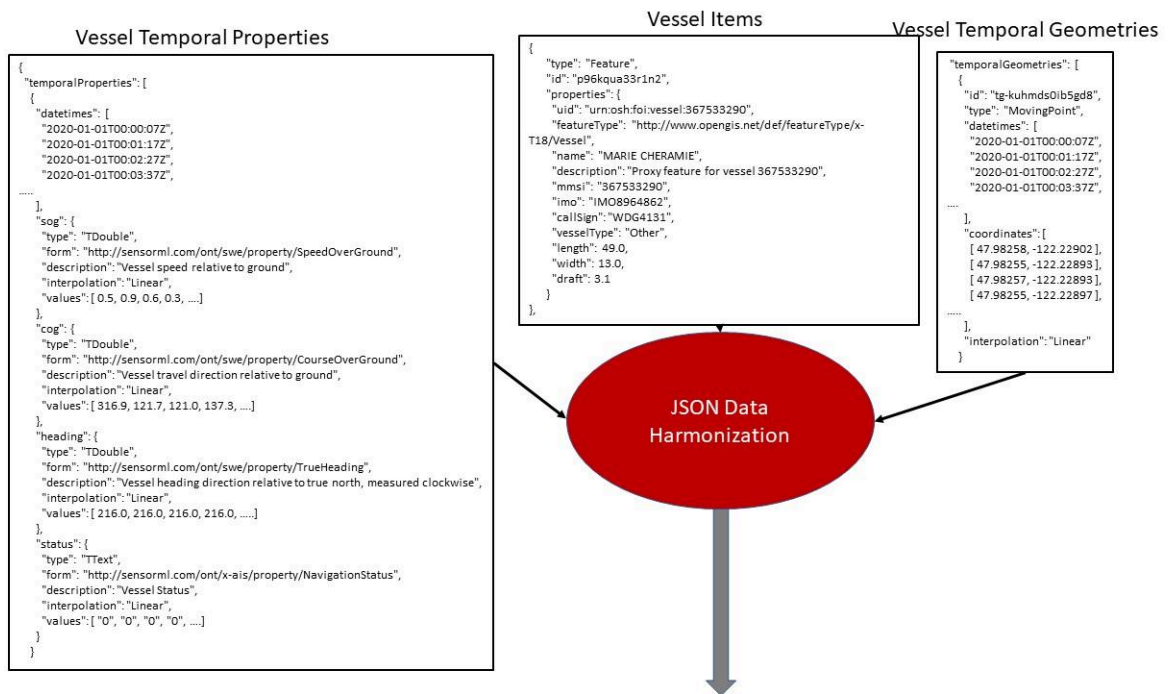 Vessel Temporal Properties
{
"temporalProperties": [
{
"datetimes": [
"2020-01-01T00:00:07Z",
"2020-01-01T00:01:17Z",
"2020-01-01T00:02:27Z",
"2020-01-01T00:03:37Z",
.....
],
"sog": {
"type": "TDouble",
"form": "http://sensorml.com/ont/swe/property/SpeedOverGround",
"description": "Vessel speed relative to ground",
"interpolation": "Linear",
"values": [ 0.5, 0.9, 0.6, 0.3, ....]
},
"cog": {
"type": "TDouble",
"form": "http://sensorml.com/ont/swe/property/CourseOverGround",
"description": "Vessel travel direction relative to ground",
"interpolation": "Linear",
"values": [ 316.9, 121.7, 121.0, 137.3, ....]
},
"heading": {
"type": "TDouble",
"form": "http://sensorml.com/ont/swe/property/TrueHeading",
"description": "Vessel heading direction relative to true north, measured clockwise",
"interpolation": "Linear",
"values": [ 216.0, 216.0, 216.0, 216.0, .....]
},
"status": {
"type": "TText",
"form": "http://sensorml.com/ont/x-ais/property/NavigationStatus",
"description": "Vessel Status",
"interpolation": "Linear",
"values": [ "0", "0", "0", "0", ....]
}
}
Vessel Items
{
"type": "Feature",
"id": "p96kqua33r1n2",
"properties": {
"uid": "urn:osh:foi:vessel:367533290",
"featureType": "http://www.opengis.net/def/featureType/x-
T18/Vessel",
"name": "MARIE CHERAMIE",
"description": "Proxy feature for vessel 367533290",
"mmsi": "367533290",
"imo": "IMO8964862",
"callSign": "WDG4131",
"vesselType": "Other",
"length": 49.0,
"width": 13.0,
"draft": 3.1
}
},
Vessel Temporal Geometries
"temporalGeometries": [
{
"id": "tg-kuhmds0ib5gd8",
"type": "MovingPoint",
"datetimes": [
"2020-01-01T00:00:07Z",
"2020-01-01T00:01:17Z",
"2020-01-01T00:02:27Z",
"2020-01-01T00:03:37Z",
....
],
"coordinates": [
[ 47.98258, -122.22902 ],
[ 47.98255, -122.22893 ],
[ 47.98257, -122.22893 ],
[ 47.98255, -122.22897 ],
.....
],
"interpolation": "Linear"
}
JSON Data
Harmonization